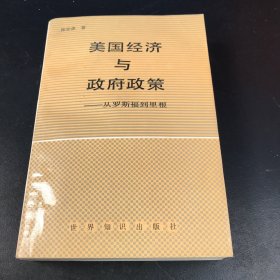 美国经济
与
政府政策
——从罗斯福到里根
世界知识出版社